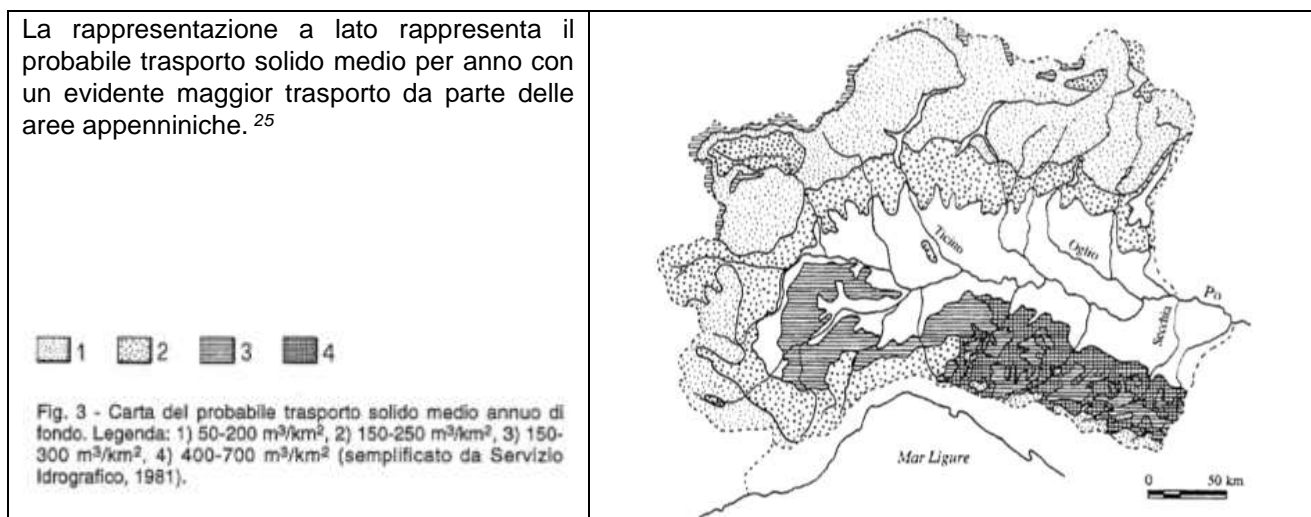 La rappresentazione a lato rappresenta il
probabile trasporto solido medio per anno con
un evidente maggior trasporto da parte delle
aree appenniniche. 25
1 2 3 4
Fig. 3 - Carta del probabile trasporto solido medio annuo di
fondo. Legenda: 1) 50-200 m³/km², 2) 150-250 m³/km², 3) 150-
300 m³/km², 4) 400-700 m³/km² (semplificato da Servizio
Idrografico, 1981).
Ticino
Oglio
Po
Secchia
Mar Ligure
0 50 km